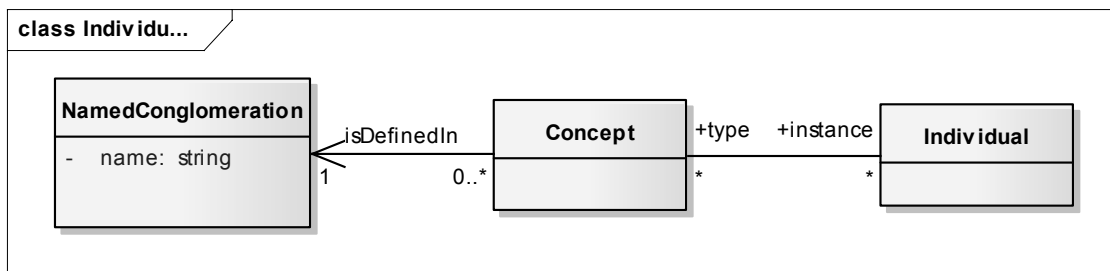 class Individu...
NamedConglomeration
- name: string
isDefinedIn
1
0..*
Concept
+type
*
+instance
*
Individual